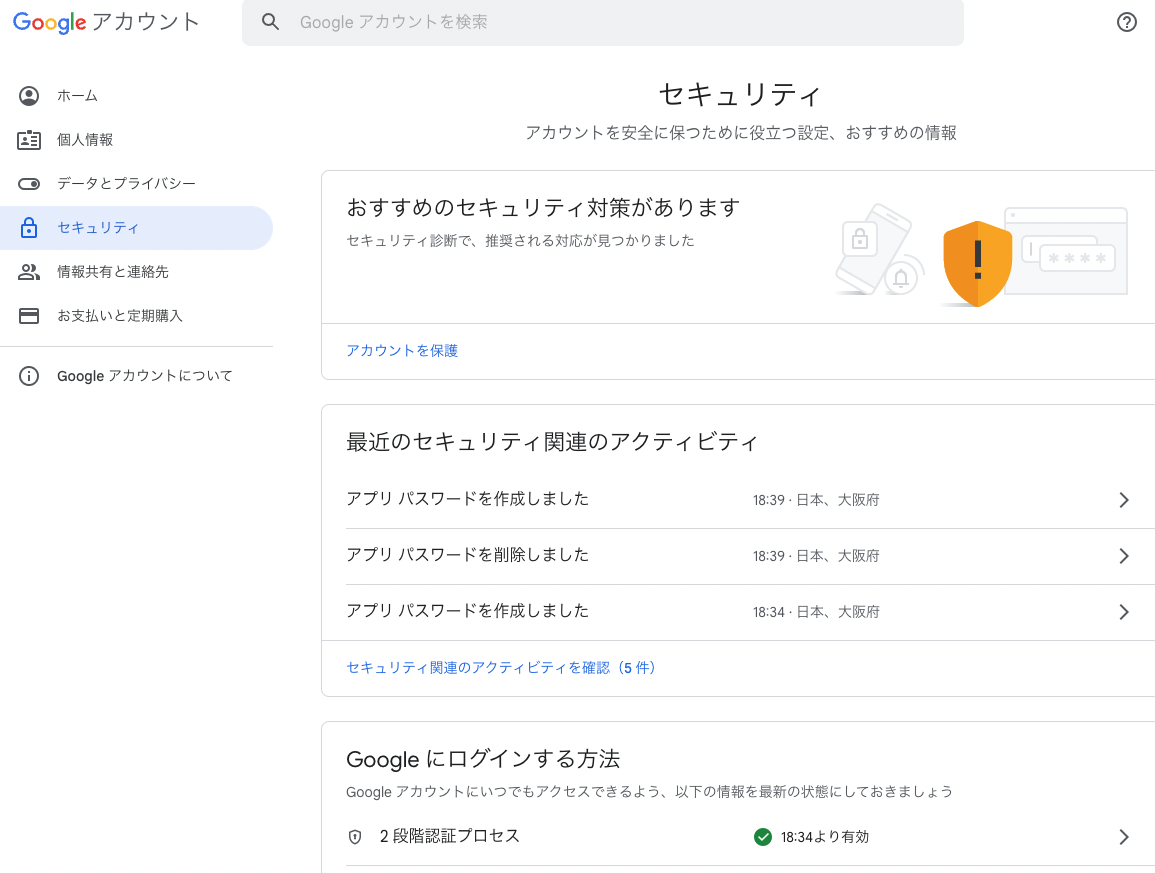 Google アカウント
Google アカウントを検索
ホーム
個人情報
データとプライバシー
セキュリティ
情報共有と連絡先
お支払いと定期購入
Google アカウントについて
セキュリティ
アカウントを安全に保つために役立つ設定、おすすめの情報
おすすめのセキュリティ対策があります
セキュリティ診断で、推奨される対応が見つかりました
アカウントを保護
最近のセキュリティ関連のアクティビティ
アプリ パスワードを作成しました 18:39 · 日本、大阪府
アプリ パスワードを削除しました 18:39 · 日本、大阪府
アプリ パスワードを作成しました 18:34 · 日本、大阪府
セキュリティ関連のアクティビティを確認（5 件）
Google にログインする方法
Google アカウントにいつでもアクセスできるよう、以下の情報を最新の状態にしておきましょう
2 段階認証プロセス 18:34より有効